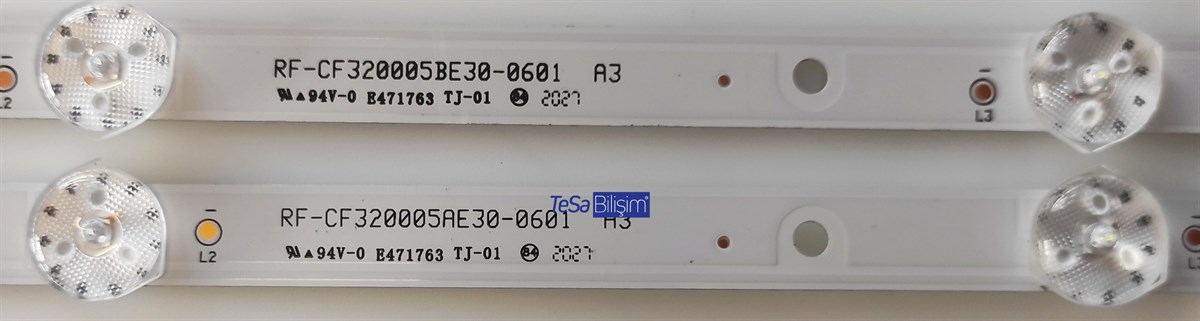 RF-CF320005BE30-0601 A3
94V-0 E471763 TJ-01 2027
L2
L3
TeSa Bilişim
RF-CF320005AE30-0601 A3
94V-0 E471763 TJ-01 84 2027
L2